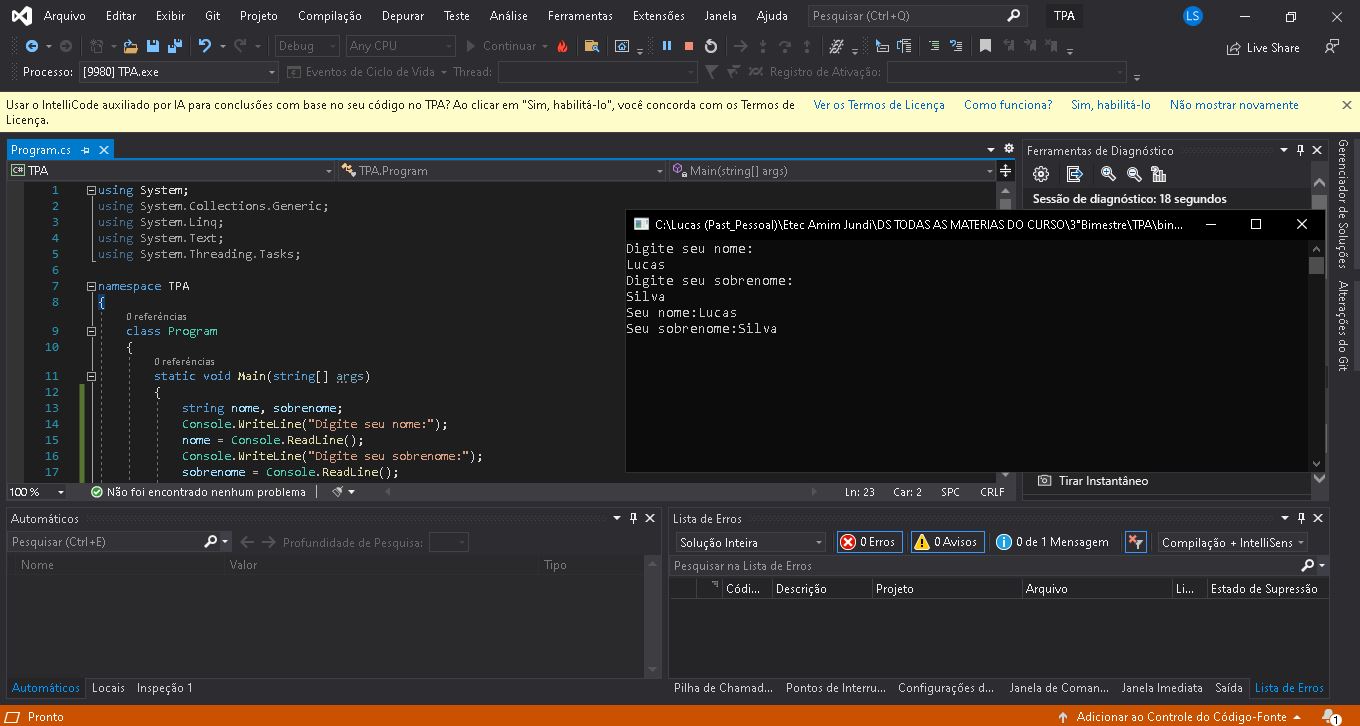 Arquivo Editar Exibir Git Projeto Compilação Depurar Teste Análise Ferramentas Extensões Janela Ajuda Pesquisar (Ctrl+Q) TPA LS
Debug Any CPU Continuar Live Share
Processo: [9980] TPA.exe Eventos de Ciclo de Vida Thread: Registro de Ativação:
Usar o IntelliCode auxiliado por IA para conclusões com base no seu código no TPA? Ao clicar em "Sim, habilitá-lo", você concorda com os Termos de
Licença.
Ver os Termos de Licença Como funciona? Sim, habilitá-lo Não mostrar novamente
Program.cs
C# TPA TPA.Program Main(string[] args)
1 using System;
2 using System.Collections.Generic;
3 using System.Linq;
4 using System.Text;
5 using System.Threading.Tasks;
6
7 namespace TPA
8 {
0 referências
9 class Program
10 {
0 referências
11 static void Main(string[] args)
12 {
13 string nome, sobrenome;
14 Console.WriteLine("Digite seu nome:");
15 nome = Console.ReadLine();
16 Console.WriteLine("Digite seu sobrenome:");
17 sobrenome = Console.ReadLine();
100 % Não foi encontrado nenhum problema Ln: 23 Car: 2 SPC CRLF
C:\Lucas (Past_Pessoal)\Etec Amim Jundi\DS TODAS AS MATERIAS DO CURSO\3°Bimestre\TPA\bin...
Digite seu nome:
Lucas
Digite seu sobrenome:
Silva
Seu nome:Lucas
Seu sobrenome:Silva
Ferramentas de Diagnóstico
Sessão de diagnóstico: 18 segundos
Tirar Instantâneo
Gerenciador de Soluções
Alterações do Git
Automáticos
Pesquisar (Ctrl+E) Profundidade de Pesquisa:
Nome Valor Tipo
Automáticos Locais Inspeção 1
Lista de Erros
Solução Inteira 0 Erros 0 Avisos 0 de 1 Mensagem Compilação + IntelliSens
Pesquisar na Lista de Erros
Códi... Descrição Projeto Arquivo Li... Estado de Supressão
Pilha de Chamad... Pontos de Interru... Configurações d... Janela de Coman... Janela Imediata Saída Lista de Erros
Pronto Adicionar ao Controle do Código-Fonte 1